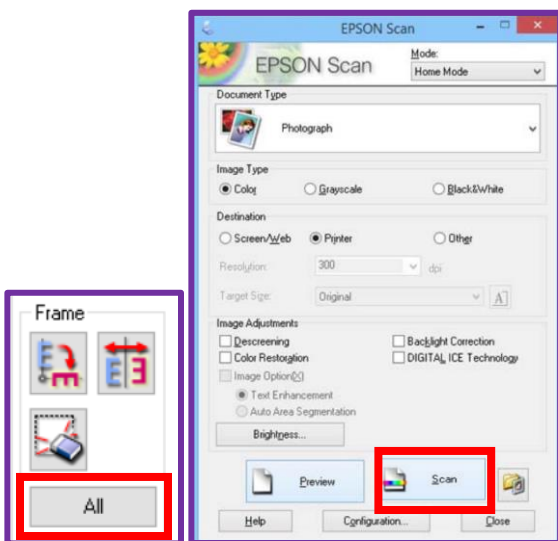 EPSON Scan
EPSON Scan
Mode:
Home Mode
Document Type
Photograph
Image Type
Color Grayscale Black&White
Destination
Screen/Web Printer Other
Resolution: 300 dpi
Target Size: Original A
Image Adjustments
Descreening Backlight Correction
Color Restoration DIGITAL ICE Technology
Image Option(X)
Text Enhancement
Auto Area Segmentation
Brightness...
Preview Scan
Help Configuration... Close
Frame
All